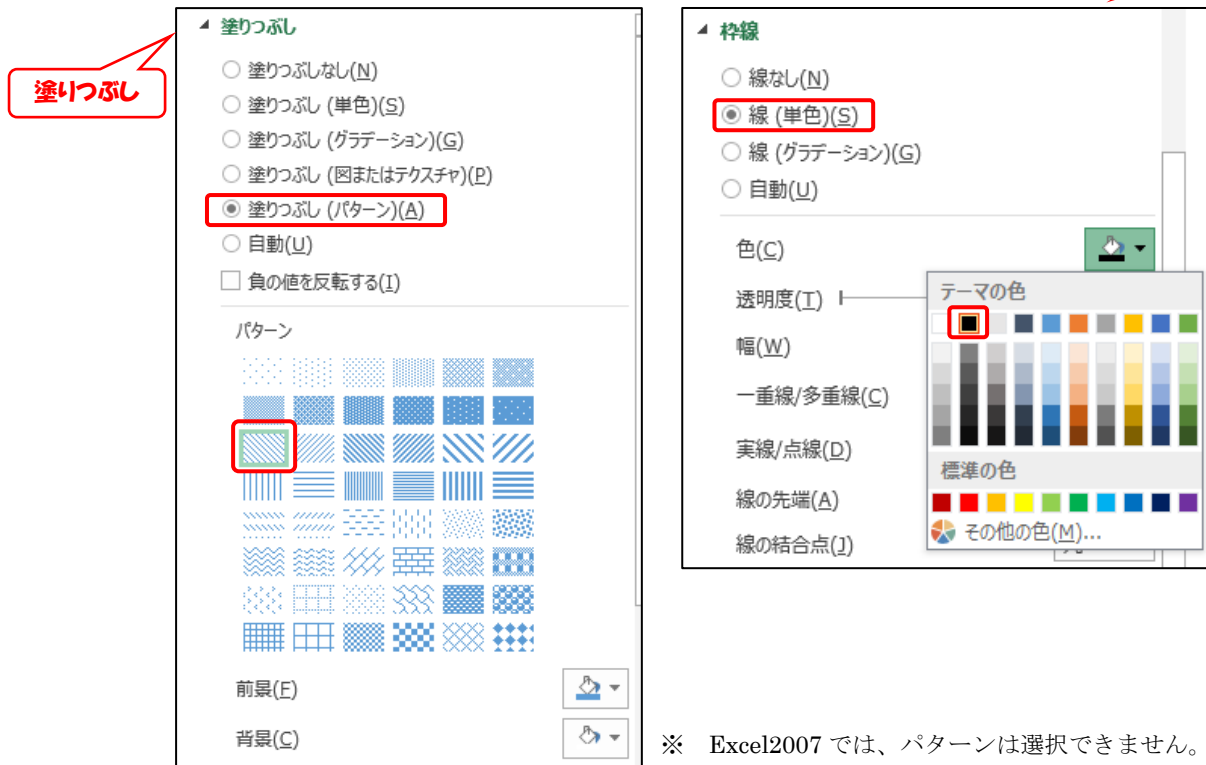 塗りつぶし
塗りつぶし
塗りつぶしなし(N)
塗りつぶし (単色)(S)
塗りつぶし (グラデーション)(G)
塗りつぶし (図またはテクスチャ)(P)
塗りつぶし (パターン)(A)
自動(U)
負の値を反転する(I)
パターン
前景(F)
背景(C)
枠線
線なし(N)
線 (単色)(S)
線 (グラデーション)(G)
自動(U)
色(C)
透明度(T)
幅(W)
一重線/多重線(C)
実線/点線(D)
線の先端(A)
線の結合点(J)
テーマの色
標準の色
その他の色(M)...
※ Excel2007 では、パターンは選択できません。